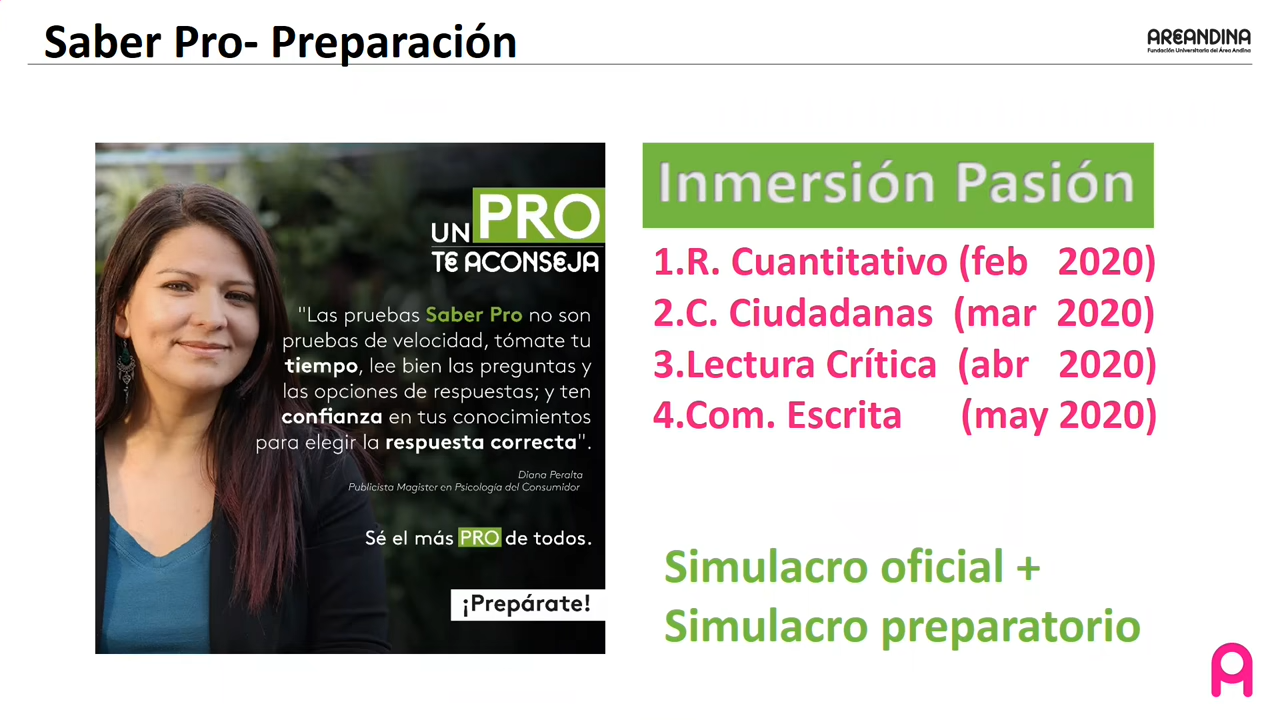 Saber Pro- Preparación
AREANDINA
Fundación Universitaria del Área Andina
UN PRO
TE ACONSEJA
"Las pruebas Saber Pro no son
pruebas de velocidad, tómate tu
tiempo, lee bien las preguntas y
las opciones de respuestas; y ten
confianza en tus conocimientos
para elegir la respuesta correcta".
Diana Peralta
Publicista Magister en Psicología del Consumidor
Sé el más PRO de todos.
¡Prepárate!
Inmersión Pasión
1.R. Cuantitativo (feb 2020)
2.C. Ciudadanas (mar 2020)
3.Lectura Crítica (abr 2020)
4.Com. Escrita (may 2020)
Simulacro oficial +
Simulacro preparatorio